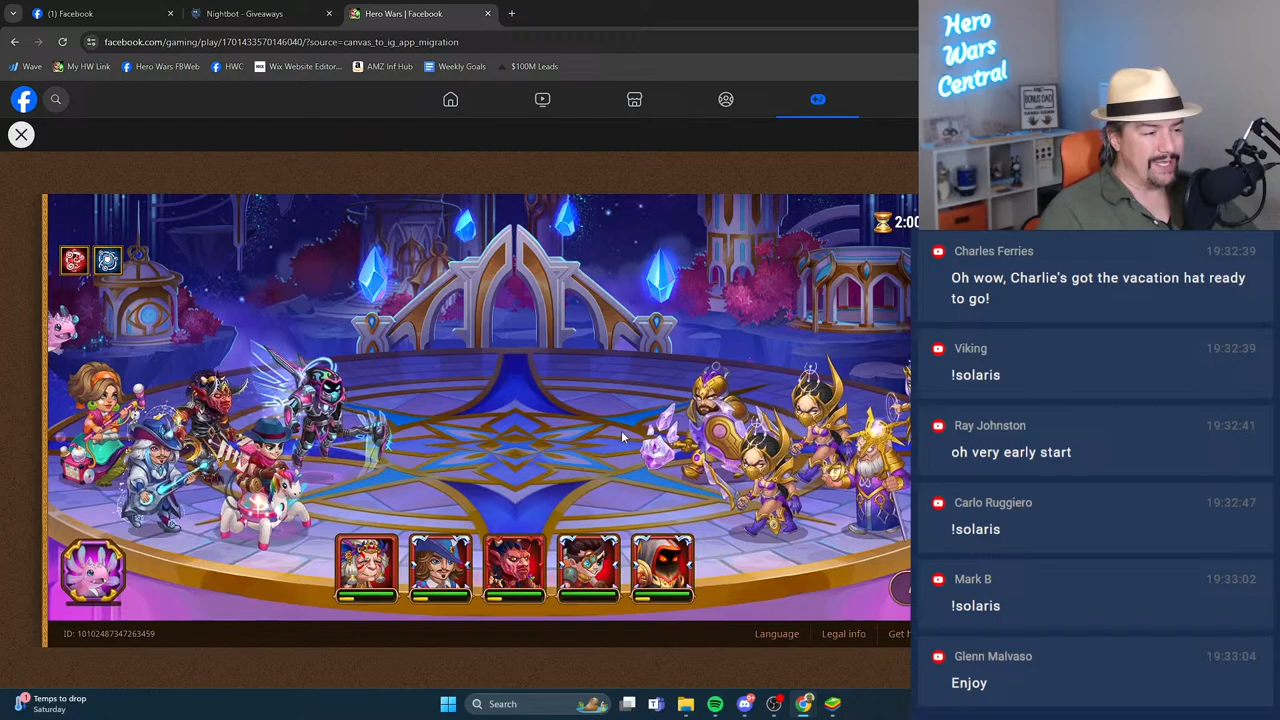 (1) Facebook
Nightbot - Giveaways
Hero Wars | Facebook
facebook.com/gaming/play/1701433570146040/?source=canvas_to_ig_app_migration
Wave
My HW Link
Hero Wars FBWeb
HWC
Wix Website Editor...
AMZ Inf Hub
Weekly Goals
$100M Leads
Hero
Wars
Central
BONUS
DAD
2:00
Charles Ferries 19:32:39
Oh wow, Charlie's got the vacation hat ready
to go!
Viking 19:32:39
!solaris
Ray Johnston 19:32:41
oh very early start
Carlo Ruggiero 19:32:47
!solaris
Mark B 19:33:02
!solaris
Glenn Malvaso 19:33:04
Enjoy
ID: 10102487347263459
Language
Legal info
Temps to drop
Saturday
Search